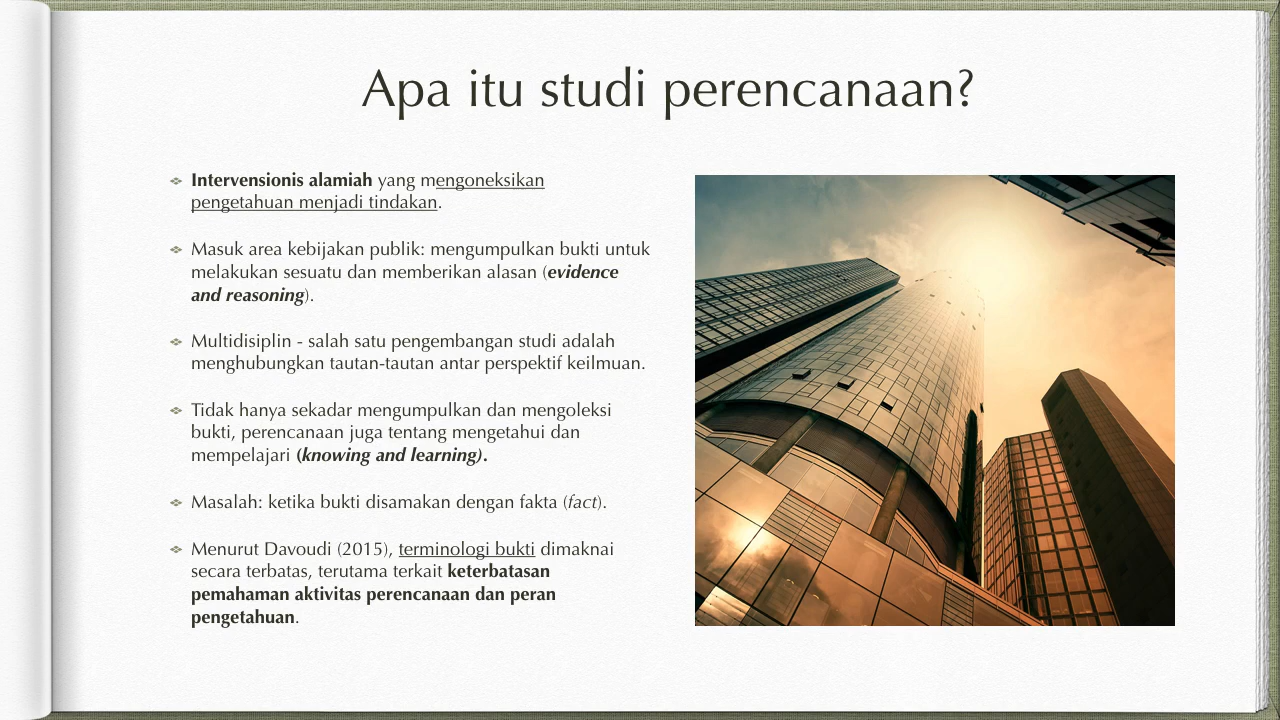 Apa itu studi perencanaan?
Intervensionis alamiah yang mengoneksikan
pengetahuan menjadi tindakan.
Masuk area kebijakan publik: mengumpulkan bukti untuk
melakukan sesuatu dan memberikan alasan (evidence
and reasoning).
Multidisiplin - salah satu pengembangan studi adalah
menghubungkan tautan-tautan antar perspektif keilmuan.
Tidak hanya sekadar mengumpulkan dan mengoleksi
bukti, perencanaan juga tentang mengetahui dan
mempelajari (knowing and learning).
Masalah: ketika bukti disamakan dengan fakta (fact).
Menurut Davoudi (2015), terminologi bukti dimaknai
secara terbatas, terutama terkait keterbatasan
pemahaman aktivitas perencanaan dan peran
pengetahuan.